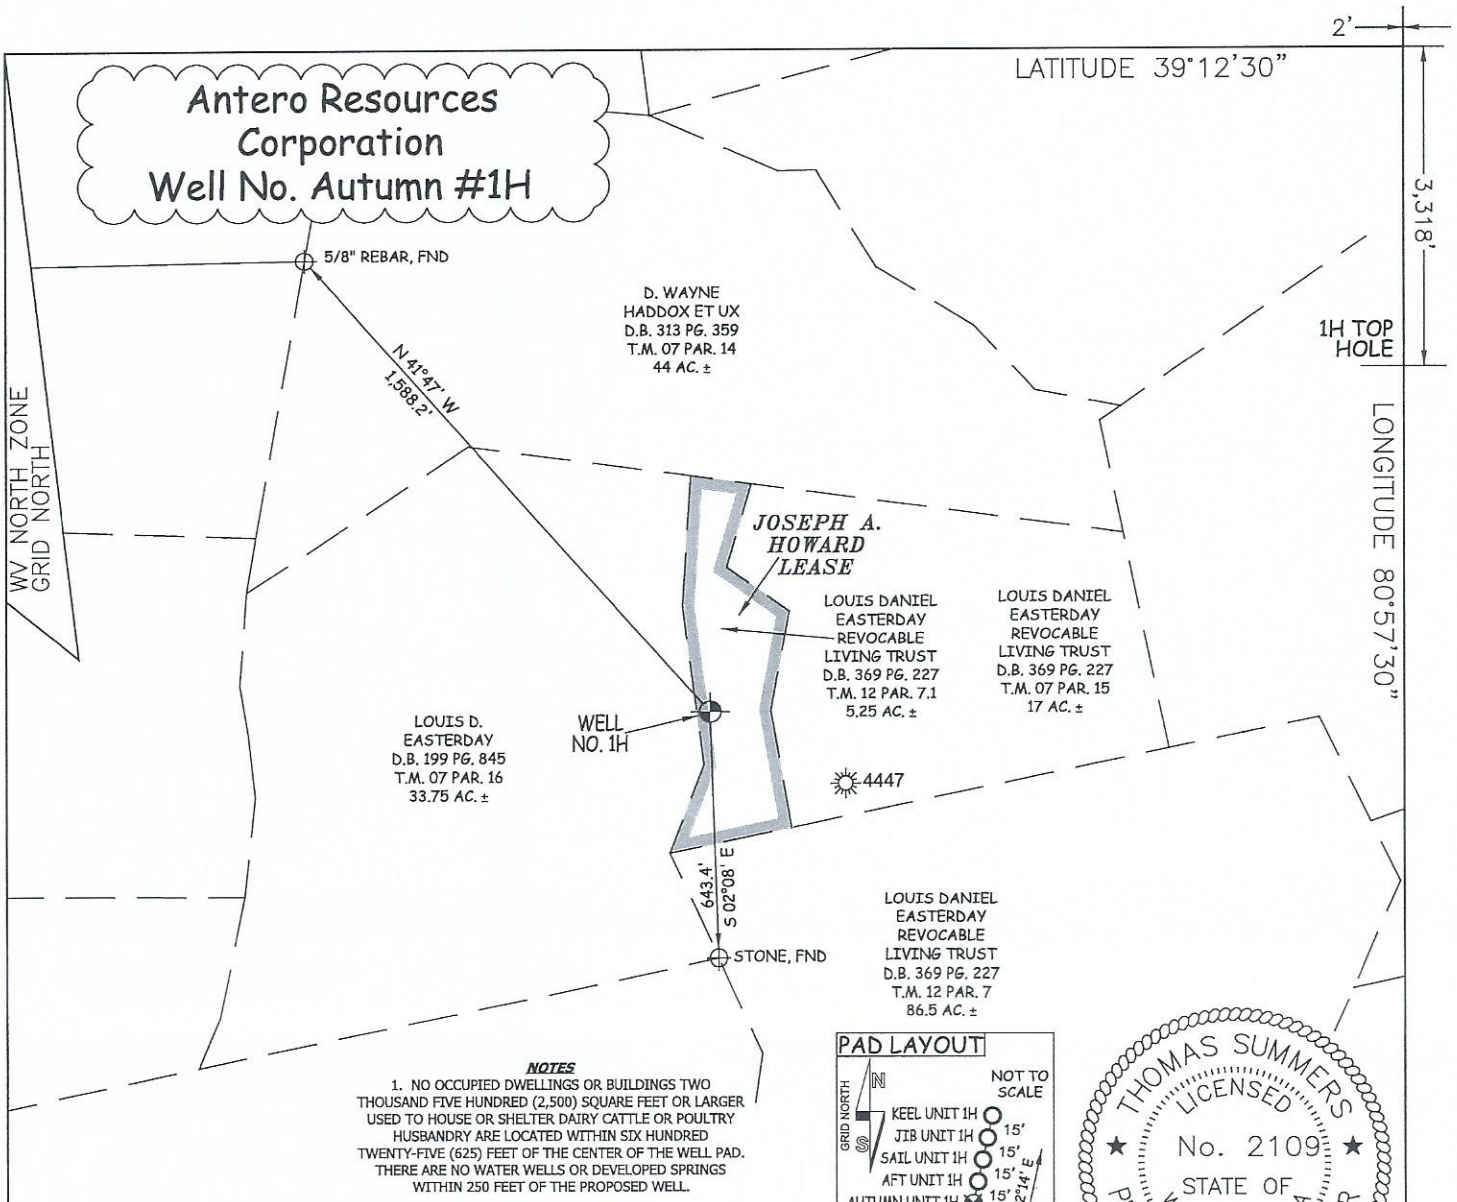 2'
LATITUDE 39°12'30"
Antero Resources
Corporation
Well No. Autumn #1H
3,318'
5/8" REBAR, FND
D. WAYNE
HADDOX ET UX
D.B. 313 PG. 359
T.M. 07 PAR. 14
44 AC. ±
1H TOP
HOLE
N 41°47' W
1,588.2'
WV NORTH ZONE
GRID NORTH
LONGITUDE 80°57'30"
JOSEPH A.
HOWARD
LEASE
LOUIS DANIEL
EASTERDAY
REVOCABLE
LIVING TRUST
D.B. 369 PG. 227
T.M. 12 PAR. 7.1
5.25 AC. ±
LOUIS DANIEL
EASTERDAY
REVOCABLE
LIVING TRUST
D.B. 369 PG. 227
T.M. 07 PAR. 15
17 AC. ±
LOUIS D.
EASTERDAY
D.B. 199 PG. 845
T.M. 07 PAR. 16
33.75 AC. ±
WELL
NO. 1H
4447
643.4'
S 02°08' E
STONE, FND
LOUIS DANIEL
EASTERDAY
REVOCABLE
LIVING TRUST
D.B. 369 PG. 227
T.M. 12 PAR. 7
86.5 AC. ±
NOTES
1. NO OCCUPIED DWELLINGS OR BUILDINGS TWO
THOUSAND FIVE HUNDRED (2,500) SQUARE FEET OR LARGER
USED TO HOUSE OR SHELTER DAIRY CATTLE OR POULTRY
HUSBANDRY ARE LOCATED WITHIN SIX HUNDRED
TWENTY-FIVE (625) FEET OF THE CENTER OF THE WELL PAD.
THERE ARE NO WATER WELLS OR DEVELOPED SPRINGS
WITHIN 250 FEET OF THE PROPOSED WELL.
PAD LAYOUT
N
GRID NORTH
S
NOT TO
SCALE
KEEL UNIT 1H
15'
JIB UNIT 1H
15'
SAIL UNIT 1H
15'
AFT UNIT 1H
15'
AUTUMN UNIT 1H
2°14' E
THOMAS SUMMERS
LICENSED
No. 2109
STATE OF